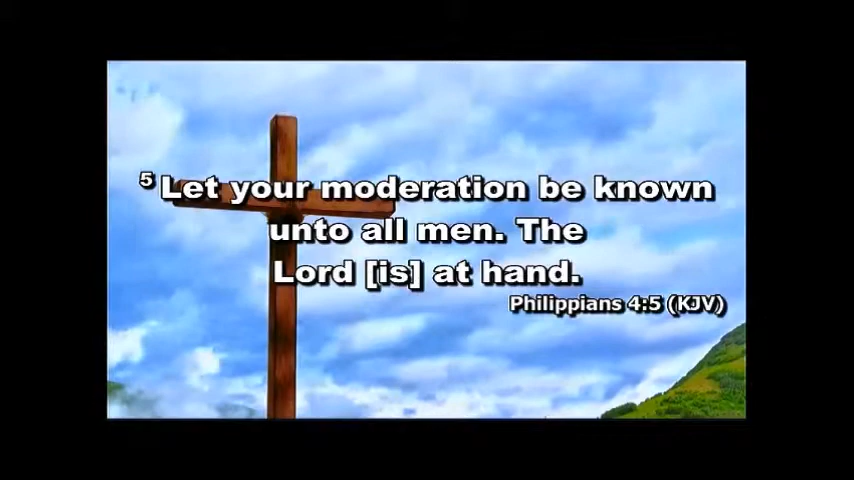 5 Let your moderation be known
unto all men. The
Lord [is] at hand.
Philippians 4:5 (KJV)